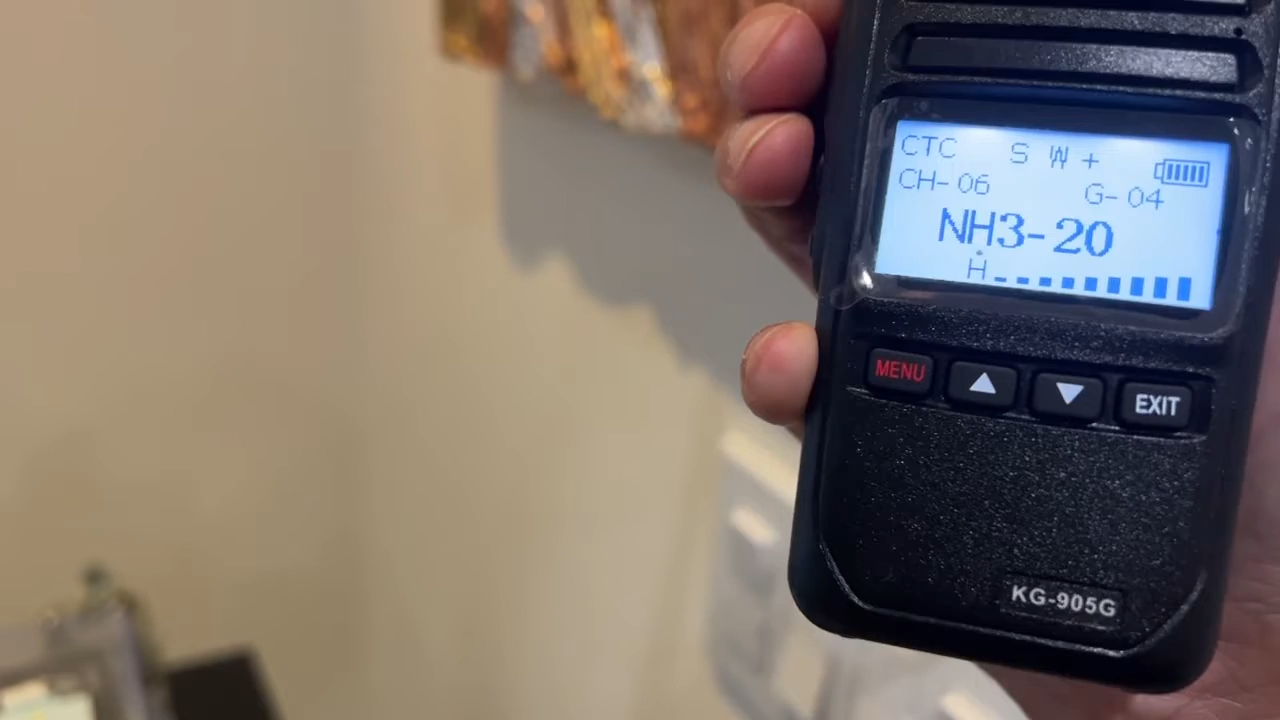 CTC S W +
CH- 06 G- 04
NH3-20
H
MENU EXIT
KG-905G